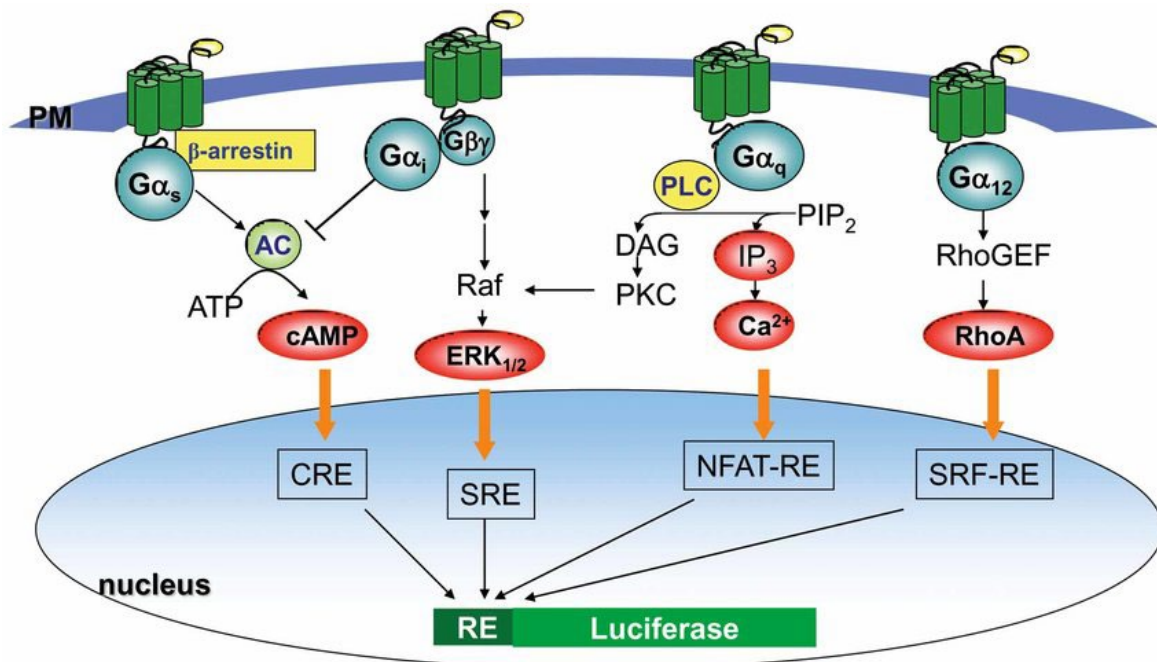 PM
β-arrestin
Gαs
Gαi
Gβγ
Gαq
Gα12
PLC
AC
ATP
cAMP
Raf
ERK1/2
DAG
PKC
PIP2
IP3
Ca2+
RhoGEF
RhoA
CRE
SRE
NFAT-RE
SRF-RE
nucleus
RE
Luciferase